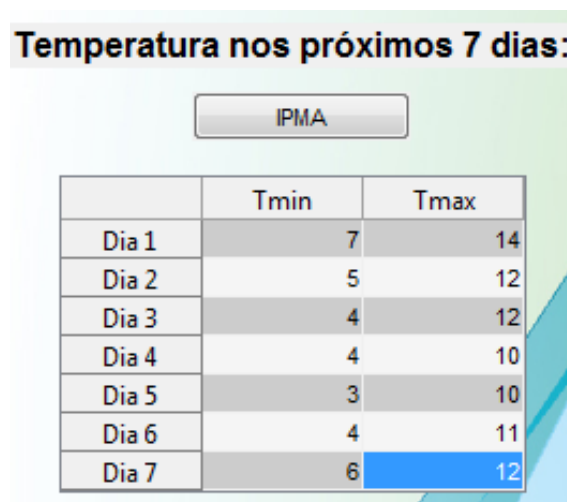 Temperatura nos próximos 7 dias:
IPMA
Tmin Tmax
Dia 1 7 14
Dia 2 5 12
Dia 3 4 12
Dia 4 4 10
Dia 5 3 10
Dia 6 4 11
Dia 7 6 12